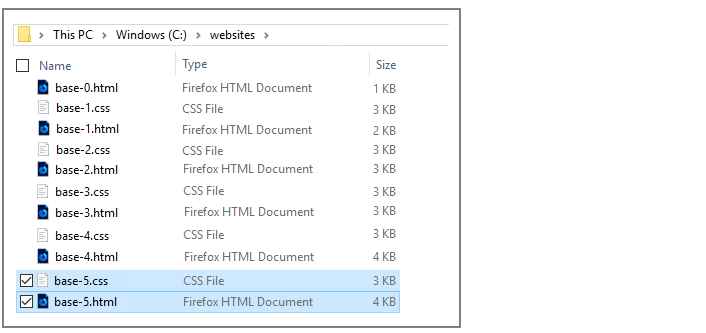 This PC > Windows (C:) > websites >
Name Type Size
base-0.html Firefox HTML Document 1 KB
base-1.css CSS File 3 KB
base-1.html Firefox HTML Document 2 KB
base-2.css CSS File 3 KB
base-2.html Firefox HTML Document 3 KB
base-3.css CSS File 3 KB
base-3.html Firefox HTML Document 3 KB
base-4.css CSS File 3 KB
base-4.html Firefox HTML Document 4 KB
base-5.css CSS File 3 KB
base-5.html Firefox HTML Document 4 KB